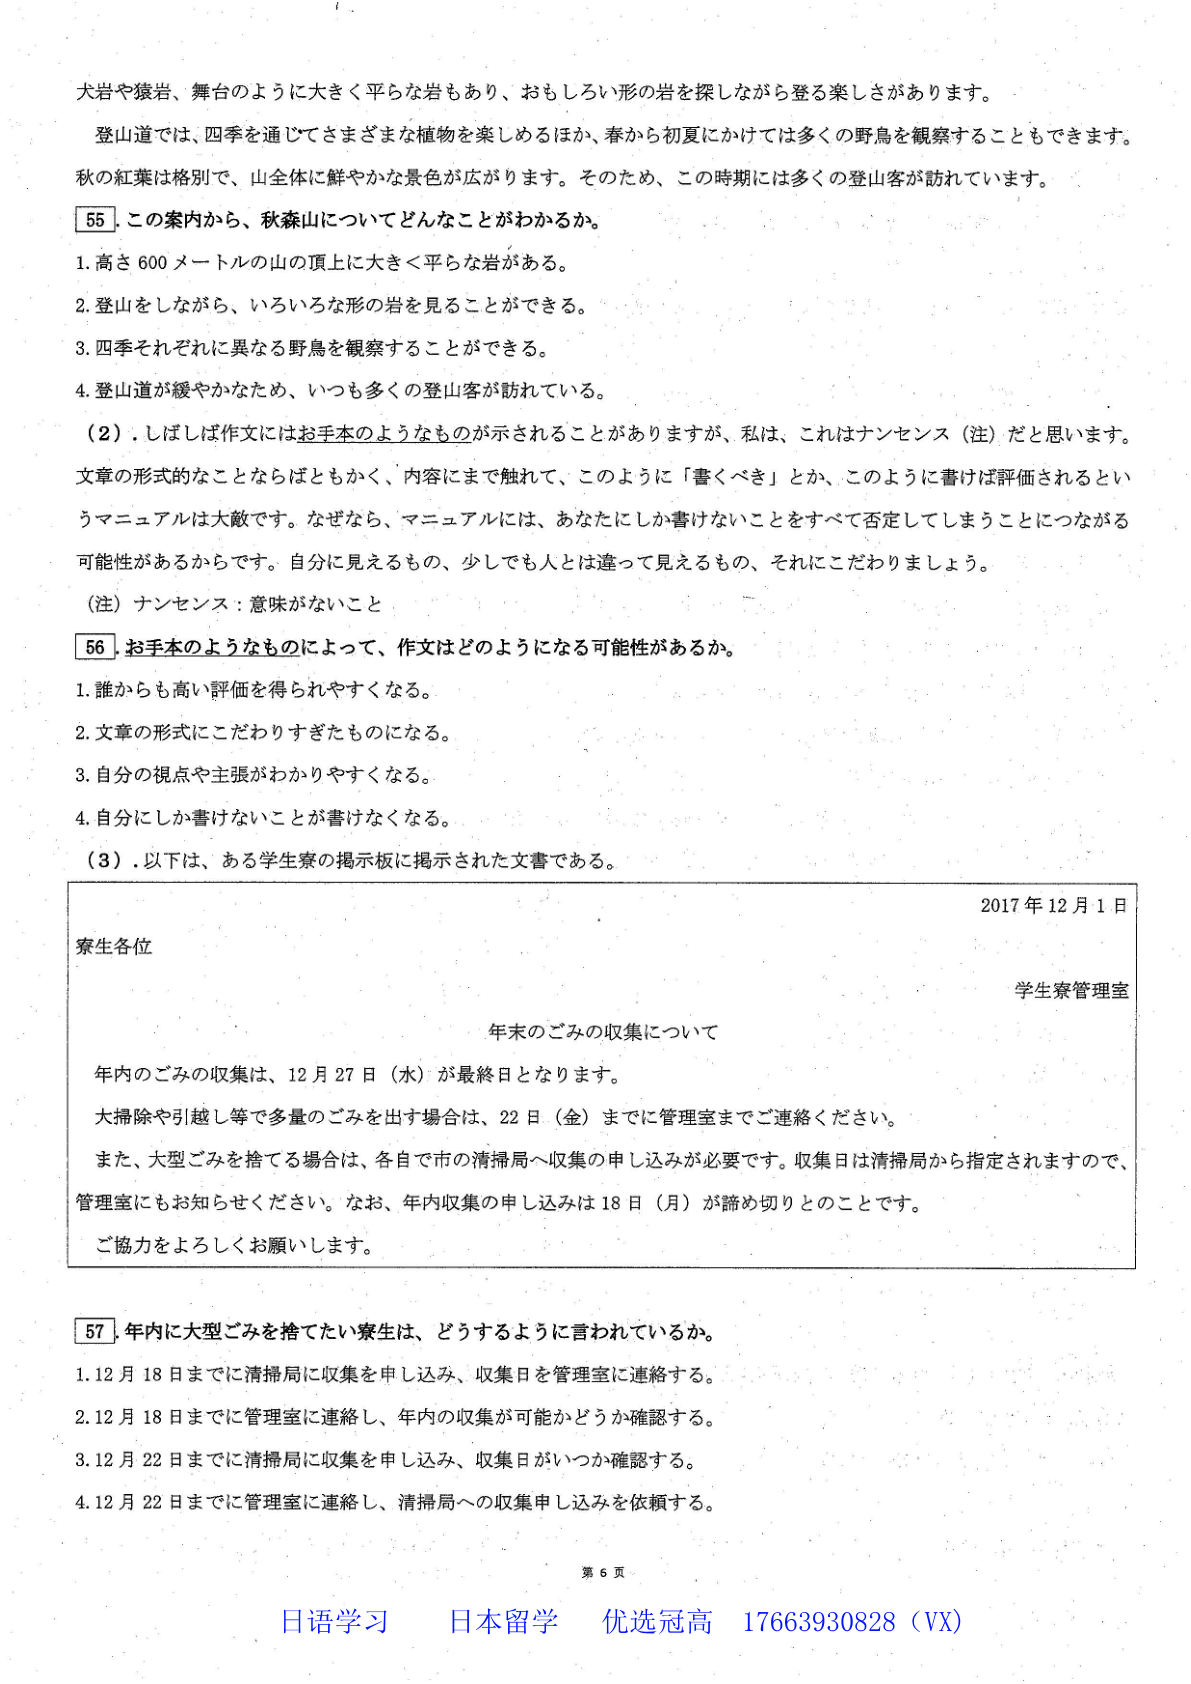 犬岩や猿岩、舞台のように大きく平らな岩もあり、おもしろい形の岩を探しながら登る楽しさがあります。
登山道では、四季を通じてさまざまな植物を楽しめるほか、春から初夏にかけては多くの野鳥を観察することもできます。
秋の紅葉は格別で、山全体に鮮やかな景色が広がります。そのため、この時期には多くの登山客が訪れています。
55.この案内から、秋森山についてどんなことがわかるか。
1.高さ 600 メートルの山の頂上に大きく平らな岩がある。
2.登山をしながら、いろいろな形の岩を見ることができる。
3.四季それぞれに異なる野鳥を観察することができる。
4.登山道が緩やかなため、いつも多くの登山客が訪れている。
（2）.しばしば作文にはお手本のようなものが示されることがありますが、私は、これはナンセンス（注）だと思います。
文章の形式的なことならばともかく、内容にまで触れて、このように「書くべき」とか、このように書けば評価されるとい
うマニュアルは大敵です。なぜなら、マニュアルには、あなたにしか書けないことをすべて否定してしまうことにつながる
可能性があるからです。自分に見えるもの、少しでも人とは違って見えるもの、それにこだわりましょう。
（注）ナンセンス：意味がないこと
56.お手本のようなものによって、作文はどのようになる可能性があるか。
1.誰からも高い評価を得られやすくなる。
2.文章の形式にこだわりすぎたものになる。
3.自分の視点や主張がわかりやすくなる。
4.自分にしか書けないことが書けなくなる。
（3）.以下は、ある学生寮の掲示板に掲示された文書である。
2017 年 12 月 1 日
寮生各位
学生寮管理室
年末のごみの収集について
年内のごみの収集は、12 月 27 日（水）が最終日となります。
大掃除や引越し等で多量のごみを出す場合は、22 日（金）までに管理室までご連絡ください。
また、大型ごみを捨てる場合は、各自で市の清掃局へ収集の申し込みが必要です。収集日は清掃局から指定されますので、
管理室にもお知らせください。なお、年内収集の申し込みは 18 日（月）が諦め切りとのことです。
ご協力をよろしくお願いします。
57.年内に大型ごみを捨てたい寮生は、どうするように言われているか。
1.12 月 18 日までに清掃局に収集を申し込み、収集日を管理室に連絡する。
2.12 月 18 日までに管理室に連絡し、年内の収集が可能かどうか確認する。
3.12 月 22 日までに清掃局に収集を申し込み、収集日がいつか確認する。
4.12 月 22 日までに管理室に連絡し、清掃局への収集申し込みを依頼する。
第 6 页
日语学习 日本留学 优选冠高 17663930828（VX)